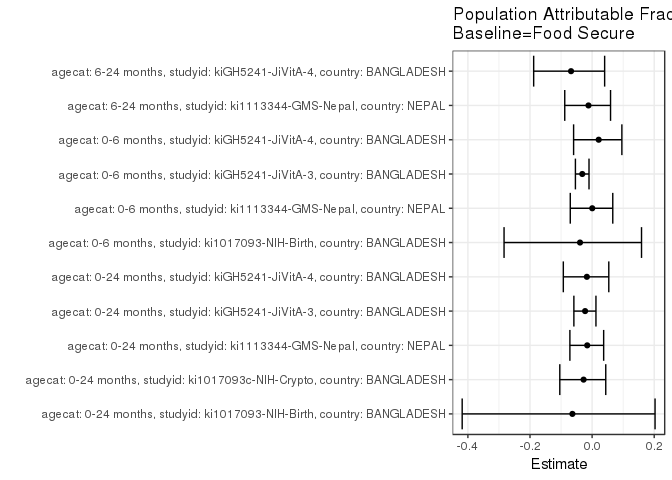 Population Attributable Frac
Baseline=Food Secure
agecat: 6-24 months, studyid: kiGH5241-JiVitA-4, country: BANGLADESH
agecat: 6-24 months, studyid: ki1113344-GMS-Nepal, country: NEPAL
agecat: 0-6 months, studyid: kiGH5241-JiVitA-4, country: BANGLADESH
agecat: 0-6 months, studyid: kiGH5241-JiVitA-3, country: BANGLADESH
agecat: 0-6 months, studyid: ki1113344-GMS-Nepal, country: NEPAL
agecat: 0-6 months, studyid: ki1017093-NIH-Birth, country: BANGLADESH
agecat: 0-24 months, studyid: kiGH5241-JiVitA-4, country: BANGLADESH
agecat: 0-24 months, studyid: kiGH5241-JiVitA-3, country: BANGLADESH
agecat: 0-24 months, studyid: ki1113344-GMS-Nepal, country: NEPAL
agecat: 0-24 months, studyid: ki1017093c-NIH-Crypto, country: BANGLADESH
agecat: 0-24 months, studyid: ki1017093-NIH-Birth, country: BANGLADESH
-0.4 -0.2 0.0 0.2
Estimate